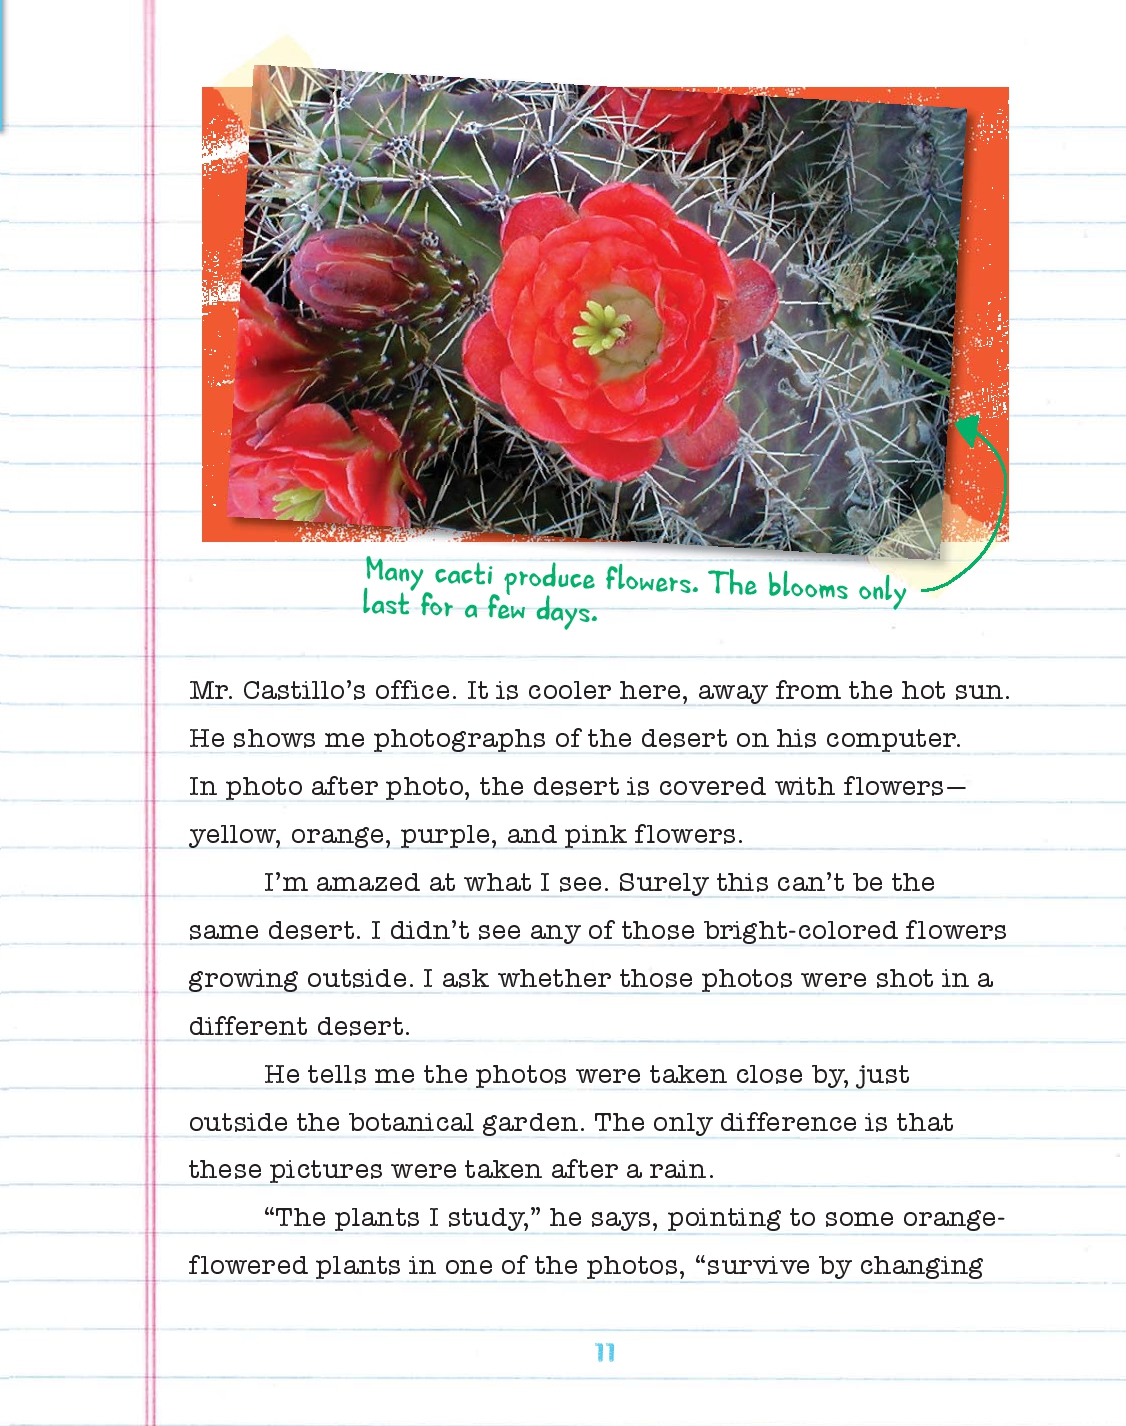 Many cacti produce flowers. The blooms only
last for a few days.
Mr. Castillo's office. It is cooler here, away from the hot sun.
He shows me photographs of the desert on his computer.
In photo after photo, the desert is covered with flowers—
yellow, orange, purple, and pink flowers.
I'm amazed at what I see. Surely this can't be the
same desert. I didn't see any of those bright-colored flowers
growing outside. I ask whether those photos were shot in a
different desert.
He tells me the photos were taken close by, just
outside the botanical garden. The only difference is that
these pictures were taken after a rain.
“The plants I study,” he says, pointing to some orange-
flowered plants in one of the photos, “survive by changing
11